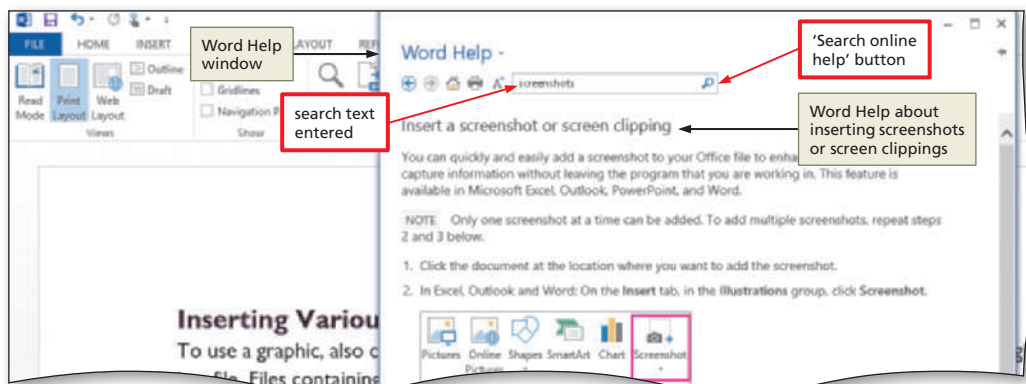 FILE HOME INSERT
LAYOUT
Read Mode
Print Layout
Web Layout
Outline
Draft
Views
Gridlines
Navigation
Show
Word Help window
search text entered
Word Help
screenshots
'Search online help' button
Word Help about inserting screenshots or screen clippings
Insert a screenshot or screen clipping
You can quickly and easily add a screenshot to your Office file to
capture information without leaving the program that you are working in. This feature is
available in Microsoft Excel, Outlook, PowerPoint, and Word.
NOTE Only one screenshot at a time can be added. To add multiple screenshots, repeat steps
2 and 3 below.
1. Click the document at the location where you want to add the screenshot.
2. In Excel, Outlook and Word: On the Insert tab, in the Illustrations group, click Screenshot.
Pictures
Online Pictures
Shapes
SmartArt
Chart
Screenshot
Inserting Variou
To use a graphic, also c
file. Files containing